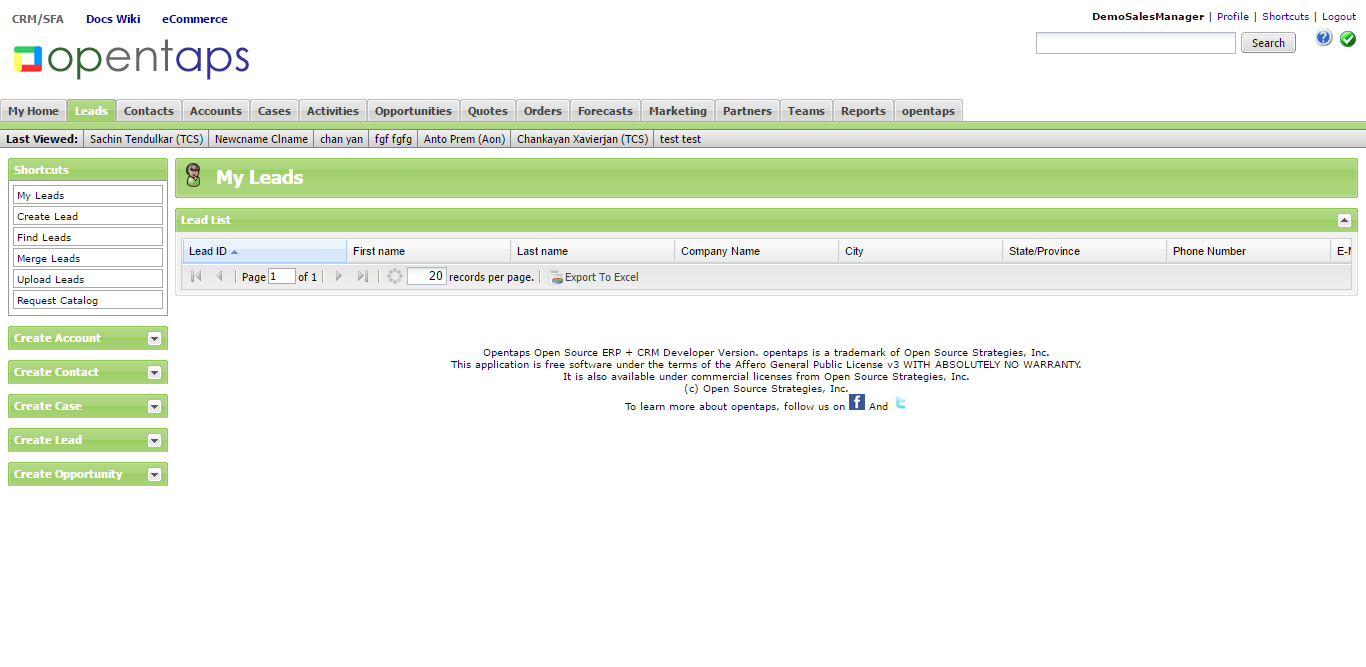 CRM/SFA Docs Wiki eCommerce
DemoSalesManager | Profile | Shortcuts | Logout
opentaps
Search
My Home Leads Contacts Accounts Cases Activities Opportunities Quotes Orders Forecasts Marketing Partners Teams Reports opentaps
Last Viewed: Sachin Tendulkar (TCS) Newcname Clname chan yan fgf fgfg Anto Prem (Aon) Chankayan Xavierjan (TCS) test test
Shortcuts
My Leads
Create Lead
Find Leads
Merge Leads
Upload Leads
Request Catalog
Create Account
Create Contact
Create Case
Create Lead
Create Opportunity
My Leads
Lead List
Lead ID First name Last name Company Name City State/Province Phone Number
Page 1 of 1 20 records per page. Export To Excel
Opentaps Open Source ERP + CRM Developer Version. opentaps is a trademark of Open Source Strategies, Inc.
This application is free software under the terms of the Affero General Public License v3 WITH ABSOLUTELY NO WARRANTY.
It is also available under commercial licenses from Open Source Strategies, Inc.
(c) Open Source Strategies, Inc.
To learn more about opentaps, follow us on f And t